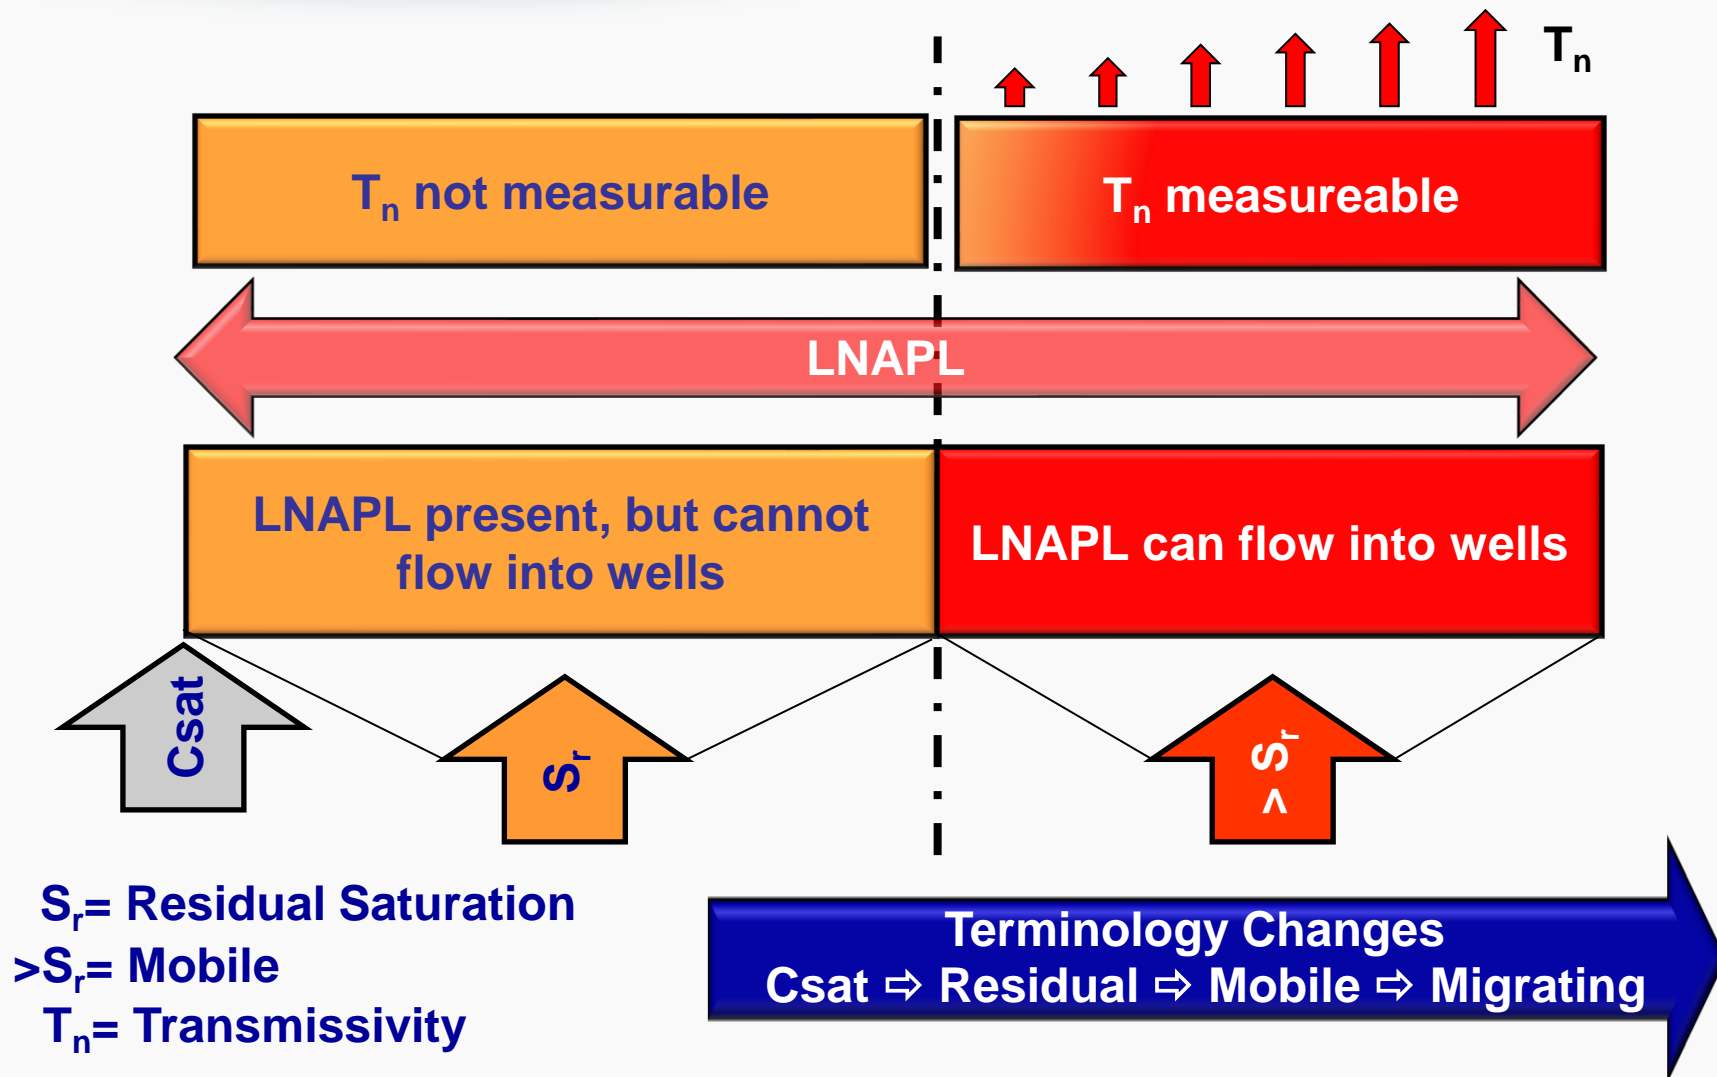 Tn
Tn not measurable
Tn measureable
LNAPL
LNAPL present, but cannot
flow into wells
LNAPL can flow into wells
Csat
Sr
> Sr
Sr= Residual Saturation
>Sr= Mobile
Tn= Transmissivity
Terminology Changes
Csat ⇨ Residual ⇨ Mobile ⇨ Migrating